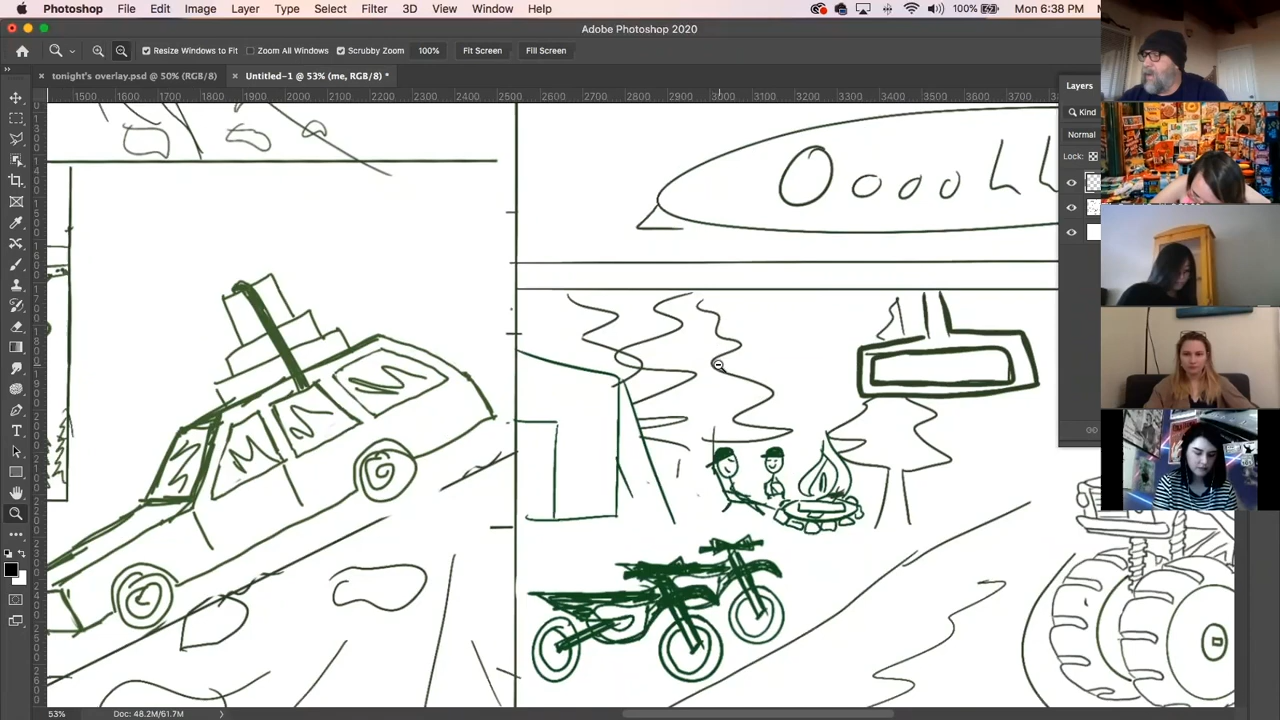 Photoshop File Edit Image Layer Type Select Filter 3D View Window Help 100% Mon 6:38 PM
Adobe Photoshop 2020
Resize Windows to Fit Zoom All Windows Scrubby Zoom 100% Fit Screen Fill Screen
tonight's overlay.psd @ 50% (RGB/8) Untitled-1 @ 53% (me, RGB/8) *
1500 1600 1700 1800 1900 2000 2100 2200 2300 2400 2500 2600 2700 2800 2900 3000 3100 3200 3300 3400 3500 3600 3700
Layers
Kind
Normal
Lock:
Ooooh
Life
53% Doc: 48.2M/61.7M